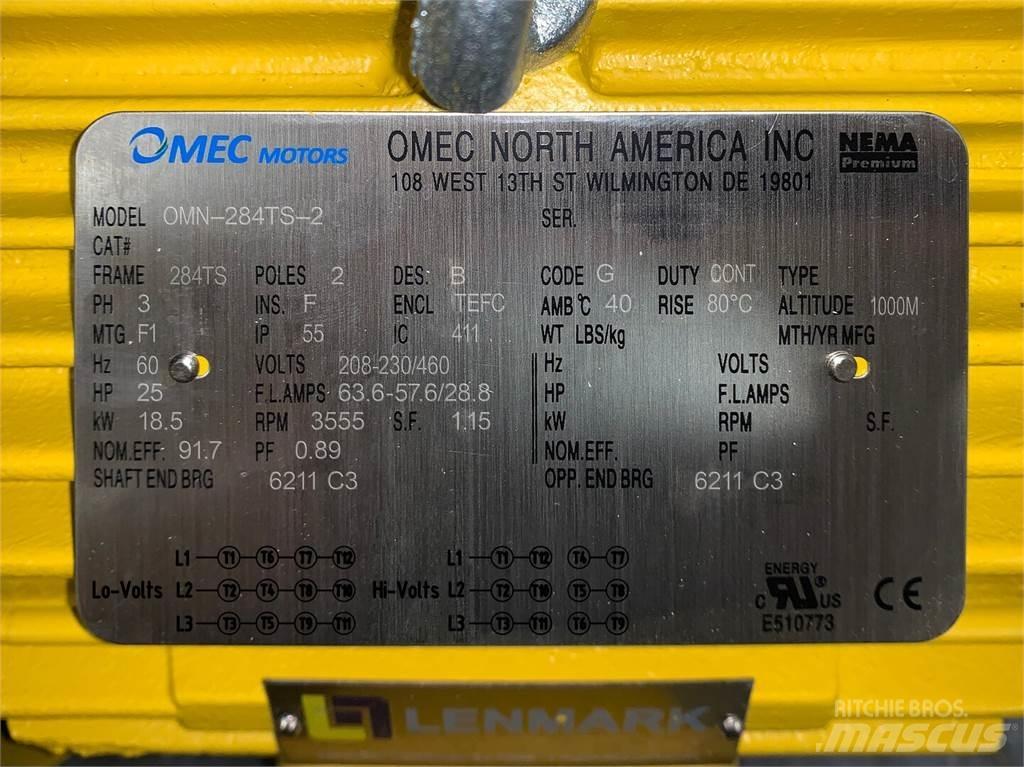 OMEC MOTORS OMEC NORTH AMERICA INC NEMA Premium
108 WEST 13TH ST WILMINGTON DE 19801
MODEL OMN-284TS-2 SER.
CAT#
FRAME 284TS POLES 2 DES. B CODE G DUTY CONT TYPE
PH 3 INS. F ENCL TEFC AMB°C 40 RISE 80°C ALTITUDE 1000M
MTG. F1 IP 55 IC 411 WT LBS/kg MTH/YR MFG
Hz 60 VOLTS 208-230/460 Hz VOLTS
HP 25 F.L.AMPS 63.6-57.6/28.8 HP F.L.AMPS
kW 18.5 RPM 3555 S.F. 1.15 kW RPM S.F.
NOM.EFF. 91.7 PF 0.89 NOM.EFF. PF
SHAFT END BRG 6211 C3 OPP. END BRG 6211 C3
L1 T1 T6 T7 T12 L1 T1 T12 T4 T7
Lo-Volts L2 T2 T4 T8 T10 Hi-Volts L2 T2 T10 T5 T8
L3 T3 T5 T9 T11 L3 T3 T11 T6 T9
ENERGY
C UR ® US CE
E510773
LENMARK
RITCHIE BROS.
MASCUS